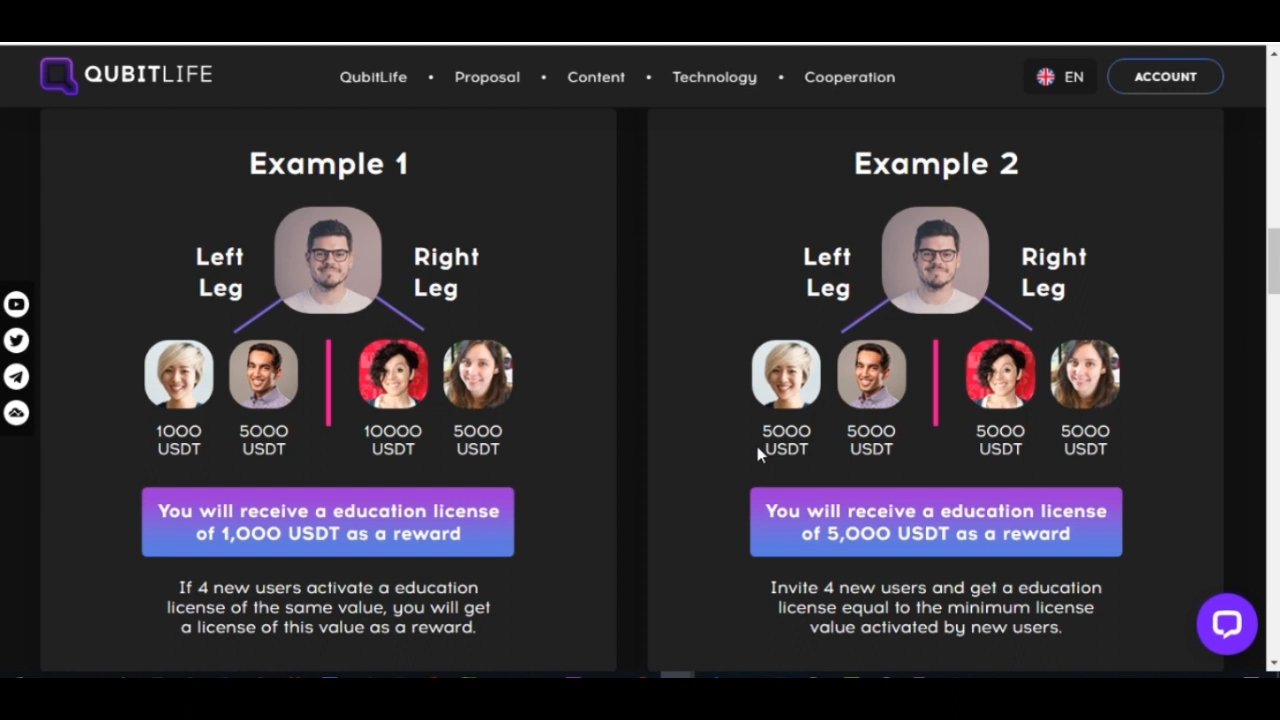 QUBITLIFE
QubitLife • Proposal • Content • Technology • Cooperation
EN
ACCOUNT
Example 1
Left
Leg
Right
Leg
1000
USDT
5000
USDT
10000
USDT
5000
USDT
You will receive a education license
of 1,000 USDT as a reward
If 4 new users activate a education
license of the same value, you will get
a license of this value as a reward.
Example 2
Left
Leg
Right
Leg
5000
USDT
5000
USDT
5000
USDT
5000
USDT
You will receive a education license
of 5,000 USDT as a reward
Invite 4 new users and get a education
license equal to the minimum license
value activated by new users.